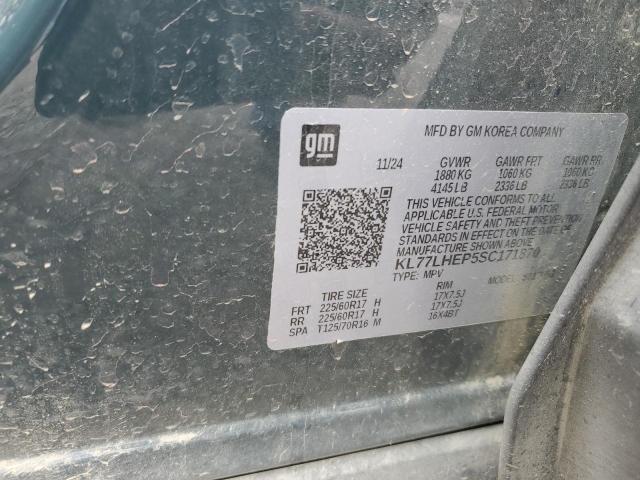 gm
MFD BY GM KOREA COMPANY
11/24 GVWR GAWR FRT GAWR RR
1880 KG 1060 KG 1060 KG
4145 LB 2336 LB 2336 LB
THIS VEHICLE CONFORMS TO ALL
APPLICABLE U.S. FEDERAL MOTOR
VEHICLE SAFETY AND THEFT PREVENTION
STANDARDS IN EFFECT ON THE DATE OF
MANUFACTURE SHOWN ABOVE.
TYPE: MPV
TIRE SIZE RIM
FRT 225/60R17 H 17X7.5J
RR 225/60R17 H 17X7.5J
SPA T125/70R16 M 16X4BT